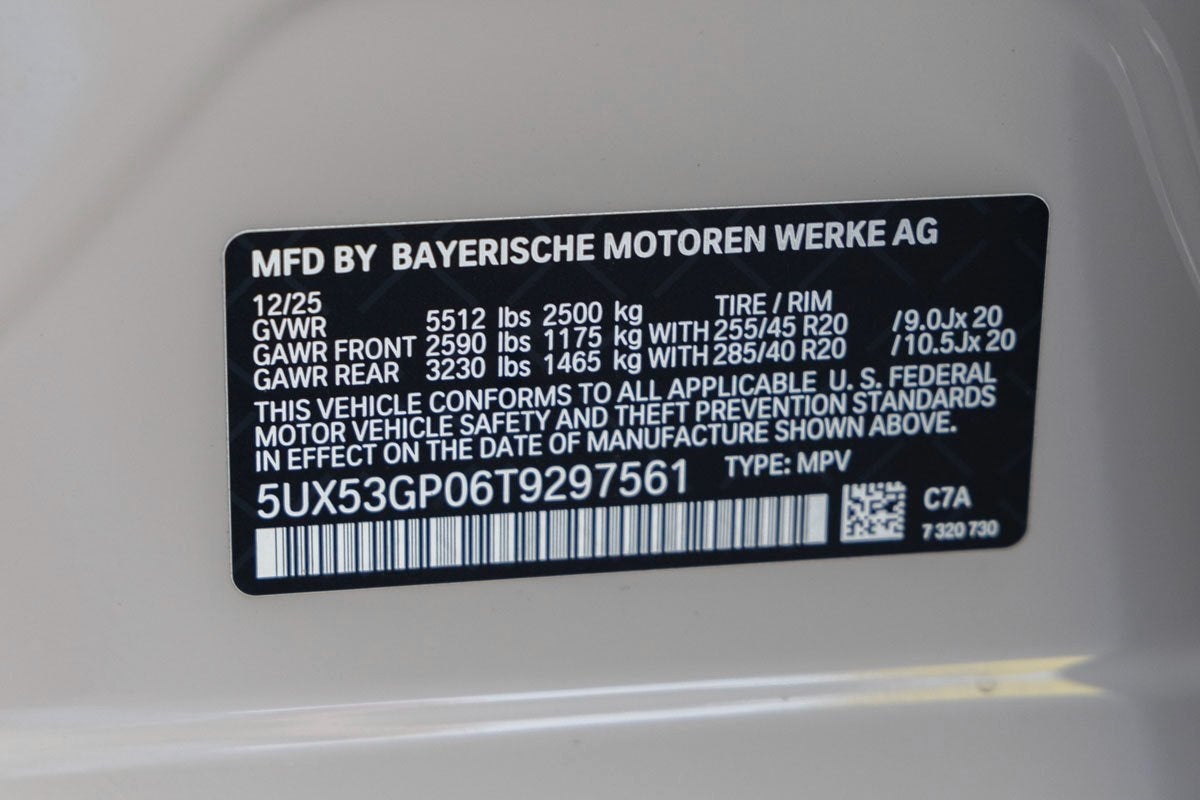 MFD BY BAYERISCHE MOTOREN WERKE AG
12/25 TIRE / RIM
GVWR 5512 lbs 2500 kg
GAWR FRONT 2590 lbs 1175 kg WITH 255/45 R20 /9.0Jx 20
GAWR REAR 3230 lbs 1465 kg WITH 285/40 R20 /10.5Jx 20
THIS VEHICLE CONFORMS TO ALL APPLICABLE U. S. FEDERAL
MOTOR VEHICLE SAFETY AND THEFT PREVENTION STANDARDS
IN EFFECT ON THE DATE OF MANUFACTURE SHOWN ABOVE.
5UX53GP06T9297561 TYPE: MPV
C7A
7 320 730